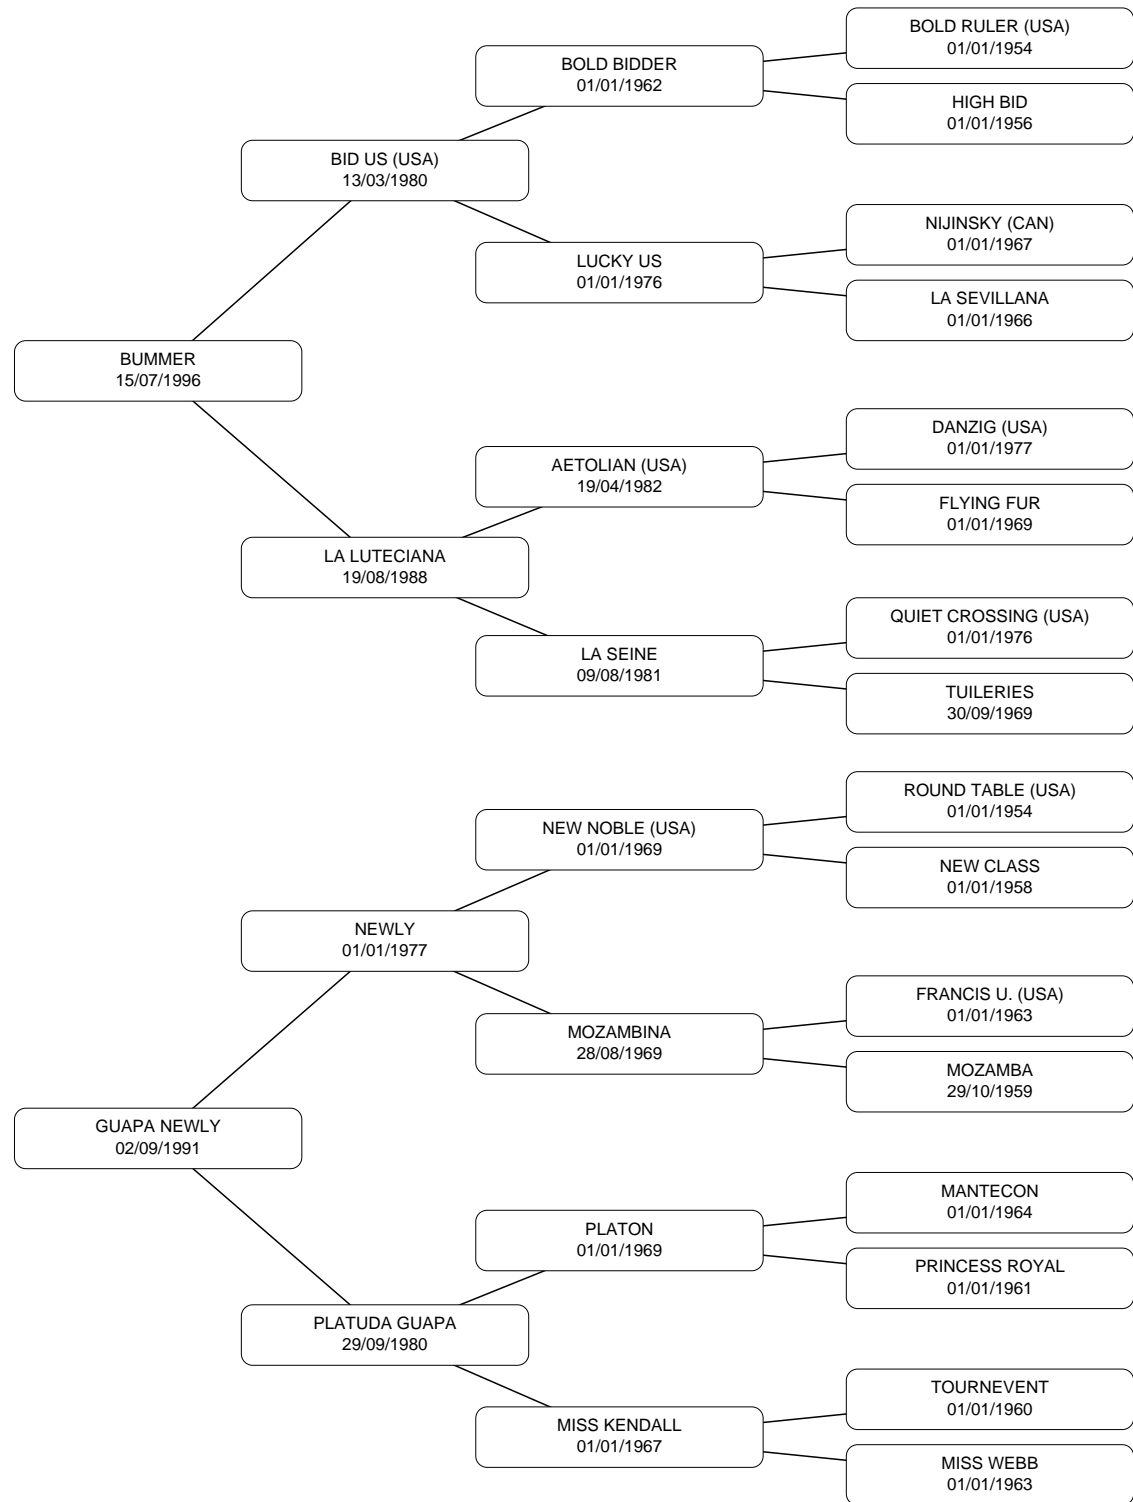 BOLD RULER (USA)
01/01/1954
BOLD BIDDER
01/01/1962
HIGH BID
01/01/1956
BID US (USA)
13/03/1980
NIJINSKY (CAN)
01/01/1967
LUCKY US
01/01/1976
LA SEVILLANA
01/01/1966
BUMMER
15/07/1996
DANZIG (USA)
01/01/1977
AETOLIAN (USA)
19/04/1982
FLYING FUR
01/01/1969
LA LUTECIANA
19/08/1988
QUIET CROSSING (USA)
01/01/1976
LA SEINE
09/08/1981
TUILERIES
30/09/1969
ROUND TABLE (USA)
01/01/1954
NEW NOBLE (USA)
01/01/1969
NEW CLASS
01/01/1958
NEWLY
01/01/1977
FRANCIS U. (USA)
01/01/1963
MOZAMBINA
28/08/1969
MOZAMBA
29/10/1959
GUAPA NEWLY
02/09/1991
MANTECON
01/01/1964
PLATON
01/01/1969
PRINCESS ROYAL
01/01/1961
PLATUDA GUAPA
29/09/1980
TOURNEVENT
01/01/1960
MISS KENDALL
01/01/1967
MISS WEBB
01/01/1963